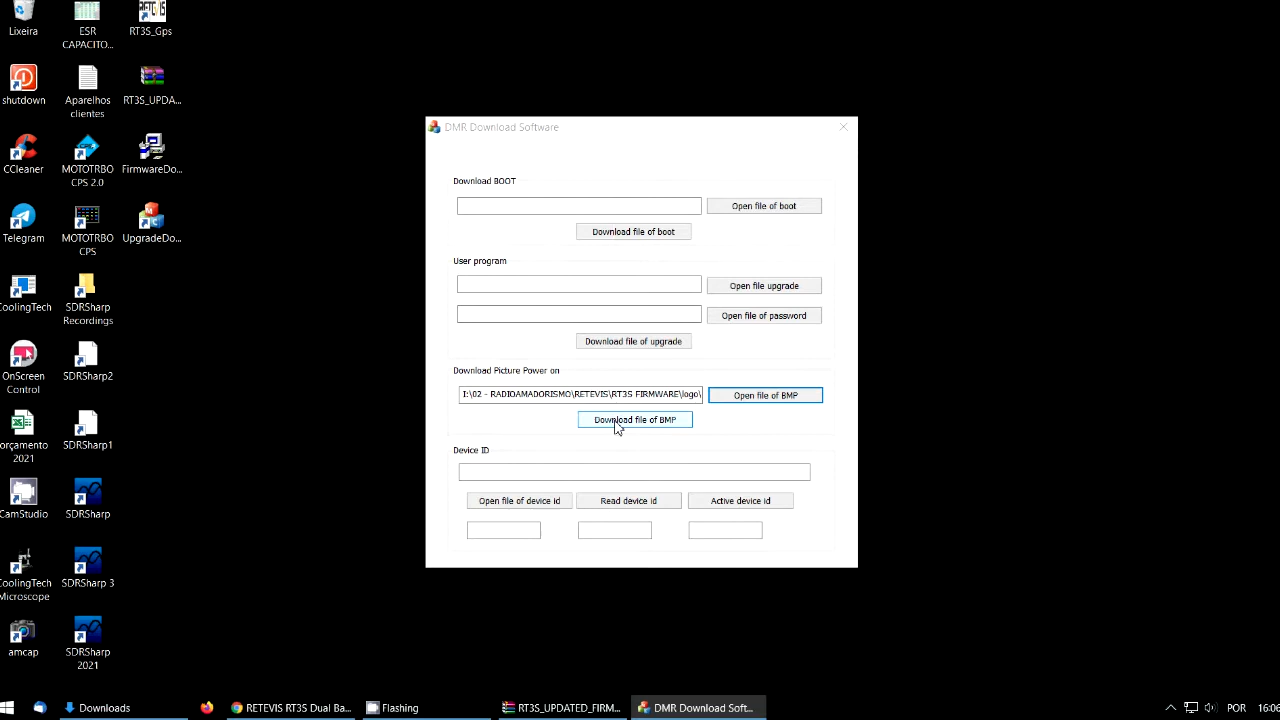 Lixeira
ESR
CAPACITO...
RT3S_Gps
shutdown
Aparelhos
clientes
RT3S_UPDA...
CCleaner
MOTOTRBO
CPS 2.0
FirmwareDo...
Telegram
MOTOTRBO
CPS
UpgradeDo...
CoolingTech
SDRSharp
Recordings
OnScreen
Control
SDRSharp2
orçamento
2021
SDRSharp1
CamStudio
SDRSharp
CoolingTech
Microscope
SDRSharp 3
amcap
SDRSharp
2021
DMR Download Software
Download BOOT
Open file of boot
Download file of boot
User program
Open file upgrade
Open file of password
Download file of upgrade
Download Picture Power on
I:\02 - RADIOAMADORISMO\RETEVIS\RT3S FIRMWARE\logo\
Open file of BMP
Download file of BMP
Device ID
Open file of device id
Read device id
Active device id
Downloads
RETEVIS RT3S Dual Ba...
Flashing
RT3S_UPDATED_FIRM...
DMR Download Soft...
POR
16:06